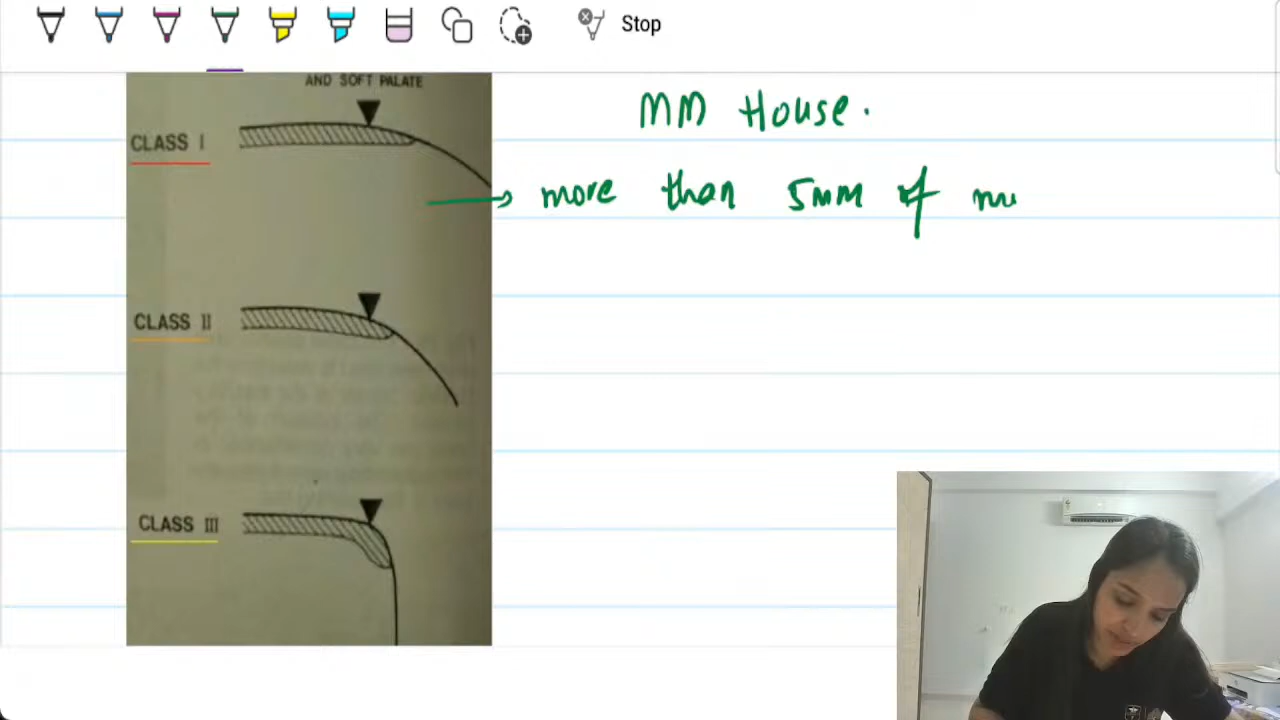 Stop
AND SOFT PALATE
MM House.
CLASS I
more than 5MM of
CLASS II
CLASS III